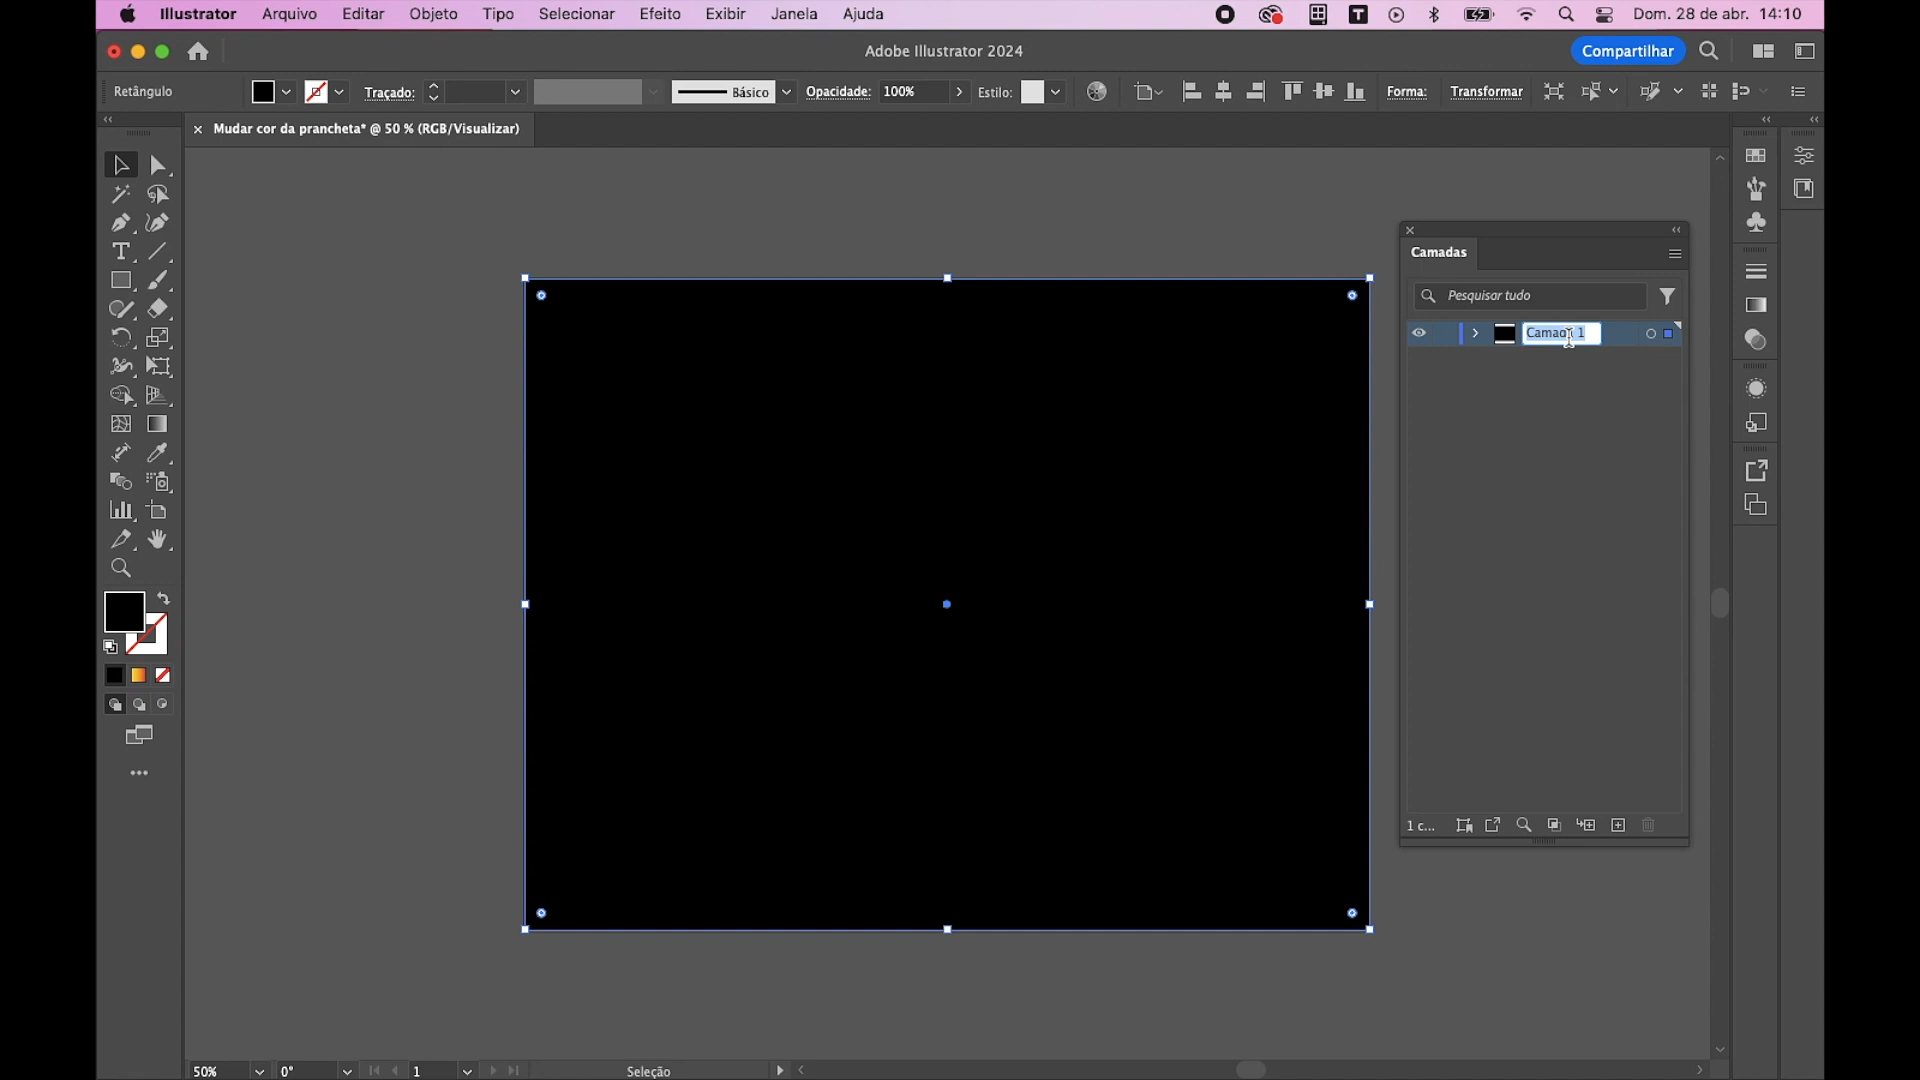 Illustrator Arquivo Editar Objeto Tipo Selecionar Efeito Exibir Janela Ajuda Dom. 28 de abr. 14:10
Adobe Illustrator 2024 Compartilhar
Retângulo Traçado: Básico Opacidade: 100% Estilo: Forma: Transformar
Mudar cor da prancheta* @ 50 % (RGB/Visualizar)
Camadas
Pesquisar tudo
Camada 1
1 c...
50% 0° 1 Seleção